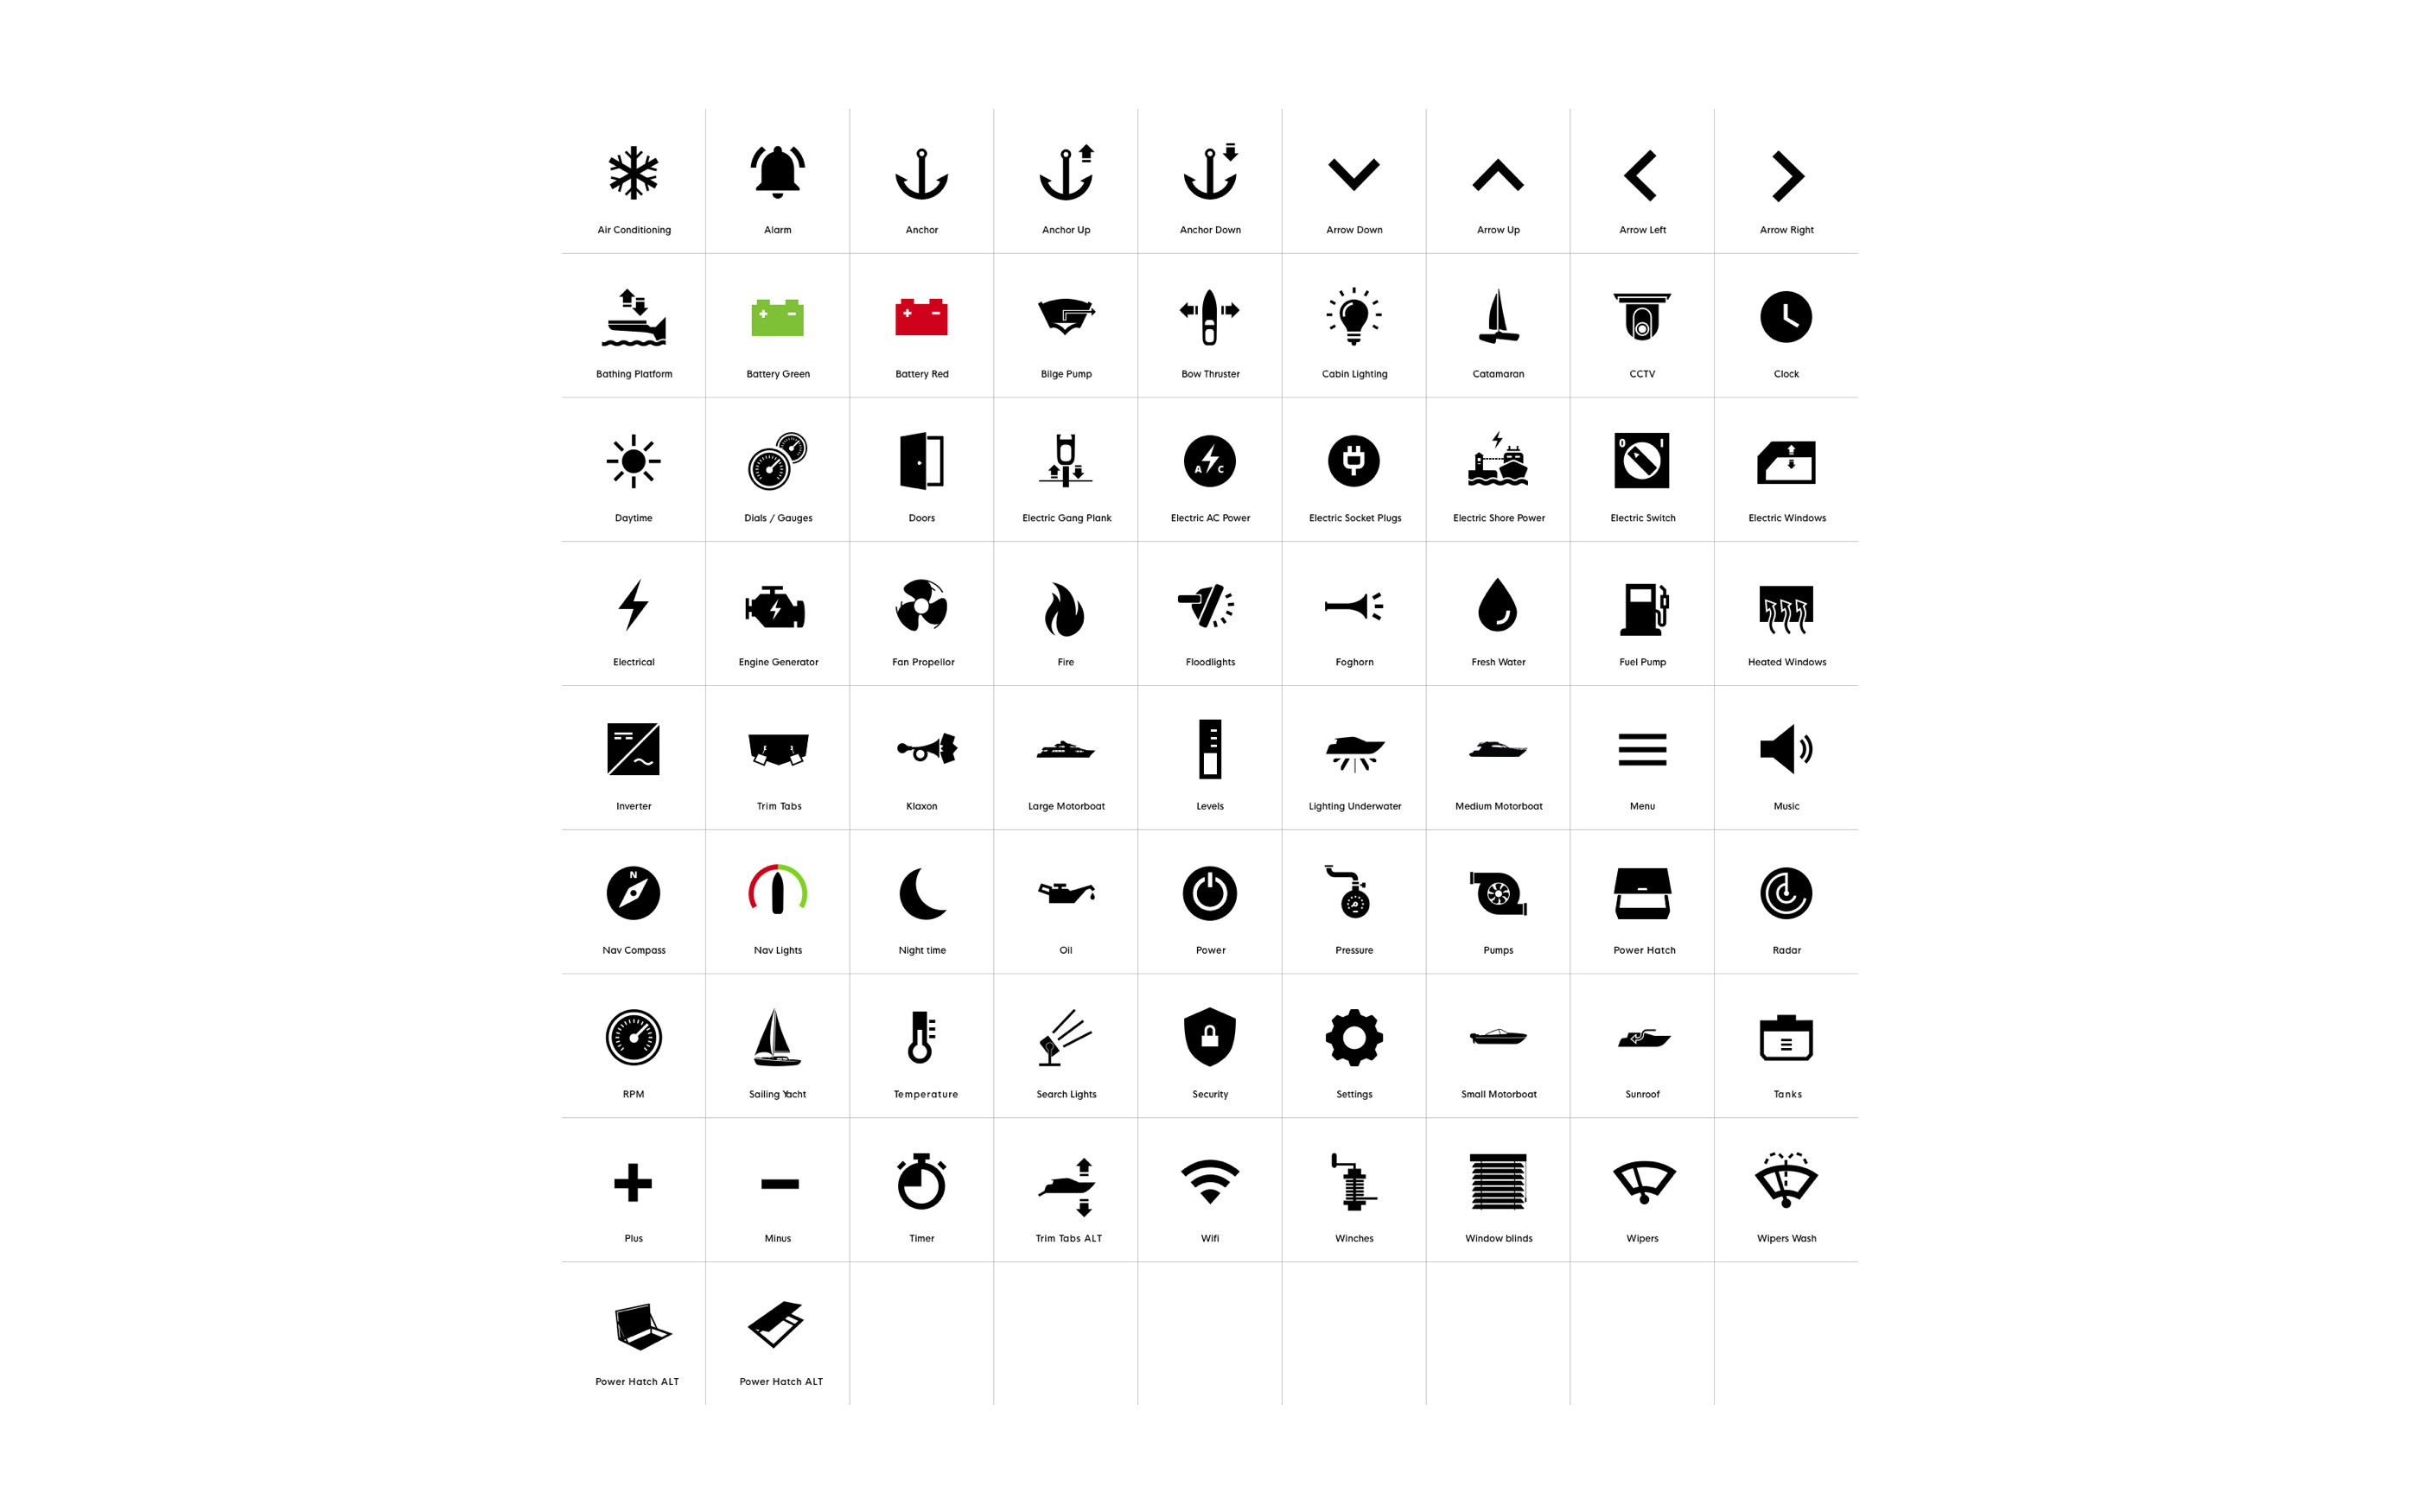 Air Conditioning
Alarm
Anchor
Anchor Up
Anchor Down
Arrow Down
Arrow Up
Arrow Left
Arrow Right
Bathing Platform
Battery Green
Battery Red
Bilge Pump
Bow Thruster
Cabin Lighting
Catamaran
CCTV
Clock
0 I
A C
Daytime
Dials / Gauges
Doors
Electric Gang Plank
Electric AC Power
Electric Socket Plugs
Electric Shore Power
Electric Switch
Electric Windows
Electrical
Engine Generator
Fan Propellor
Fire
Floodlights
Foghorn
Fresh Water
Fuel Pump
Heated Windows
Inverter
Trim Tabs
Klaxon
Large Motorboat
Levels
Lighting Underwater
Medium Motorboat
Menu
Music
N
Nav Compass
Nav Lights
Night time
Oil
Power
Pressure
Pumps
Power Hatch
Radar
RPM
Sailing Yacht
Temperature
Search Lights
Security
Settings
Small Motorboat
Sunroof
Tanks
Plus
Minus
Timer
Trim Tabs ALT
Wifi
Winches
Window blinds
Wipers
Wipers Wash
Power Hatch ALT
Power Hatch ALT